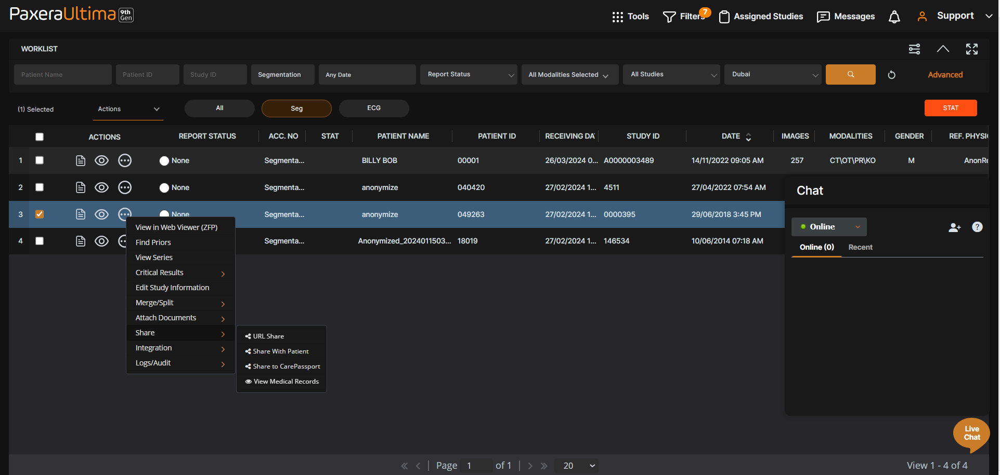 PaxeraUltima 9th Gen
Tools Filters 7 Assigned Studies Messages Support
WORKLIST
Patient Name Patient ID Study ID Segmentation Any Date Report Status All Modalities Selected All Studies Dubai Advanced
(1) Selected Actions All Seg ECG STAT
ACTIONS REPORT STATUS ACC. NO STAT PATIENT NAME PATIENT ID RECEIVING DA STUDY ID DATE IMAGES MODALITIES GENDER REF. PHYSI
1 None Segmenta... BILLY BOB 00001 26/03/2024 0... A0000003489 14/11/2022 09:05 AM 257 CT\OT\PR\KO M AnonRe
2 None Segmenta... anonymize 040420 27/02/2024 1... 4511 27/04/2022 07:54 AM
3 None Segmenta... anonymize 049263 27/02/2024 1... 0000395 29/06/2018 3:45 PM
4 Segmenta... Anonymized_2024011503... 18019 27/02/2024 1... 146534 10/06/2014 07:18 AM
View in Web Viewer (ZFP)
Find Priors
View Series
Critical Results
Edit Study Information
Merge/Split
Attach Documents
Share
Integration
Logs/Audit
URL Share
Share With Patient
Share to CarePassport
View Medical Records
Chat
Online
?
Online (0) Recent
Live
Chat
Page 1 of 1 20 View 1 - 4 of 4